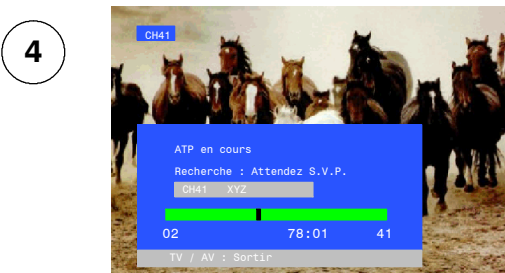 4
CH41
ATP en cours
Recherche : Attendez S.V.P.
CH41 XYZ
02 78:01 41
TV / AV : Sortir